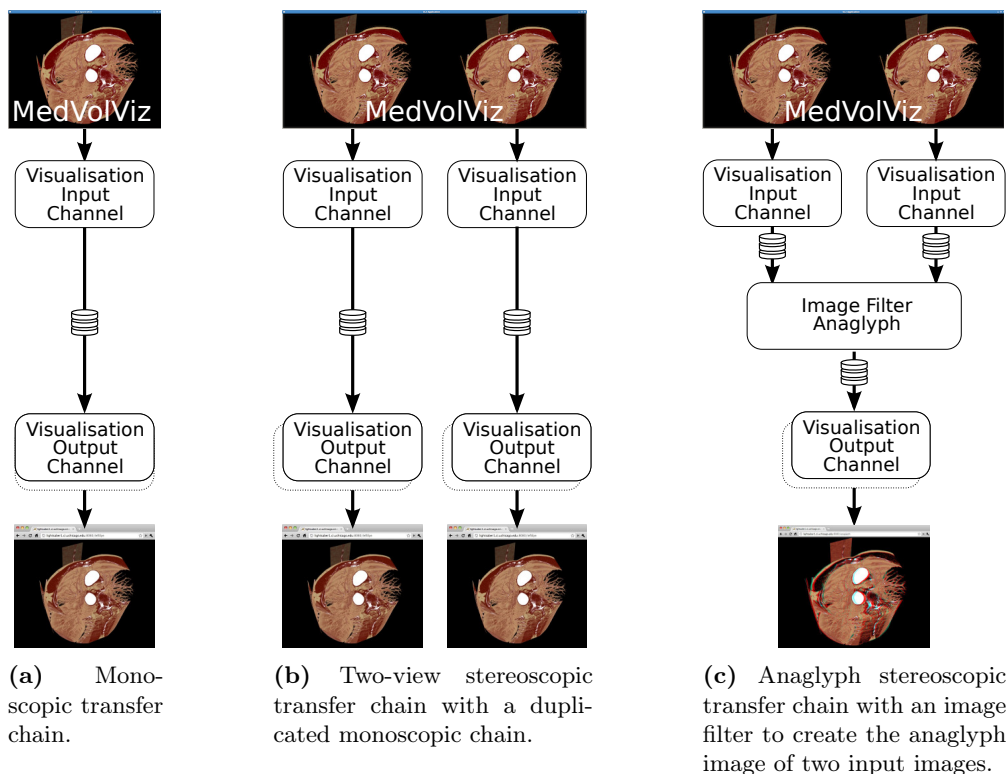 MedVolViz
Visualisation
Input
Channel
Visualisation
Output
Channel
(a) Mono-
scopic transfer
chain.
MedVolViz
Visualisation
Input
Channel
Visualisation
Input
Channel
Visualisation
Output
Channel
Visualisation
Output
Channel
(b) Two-view stereoscopic
transfer chain with a dupli-
cated monoscopic chain.
MedVolViz
Visualisation
Input
Channel
Visualisation
Input
Channel
Image Filter
Anaglyph
Visualisation
Output
Channel
(c) Anaglyph stereoscopic
transfer chain with an image
filter to create the anaglyph
image of two input images.